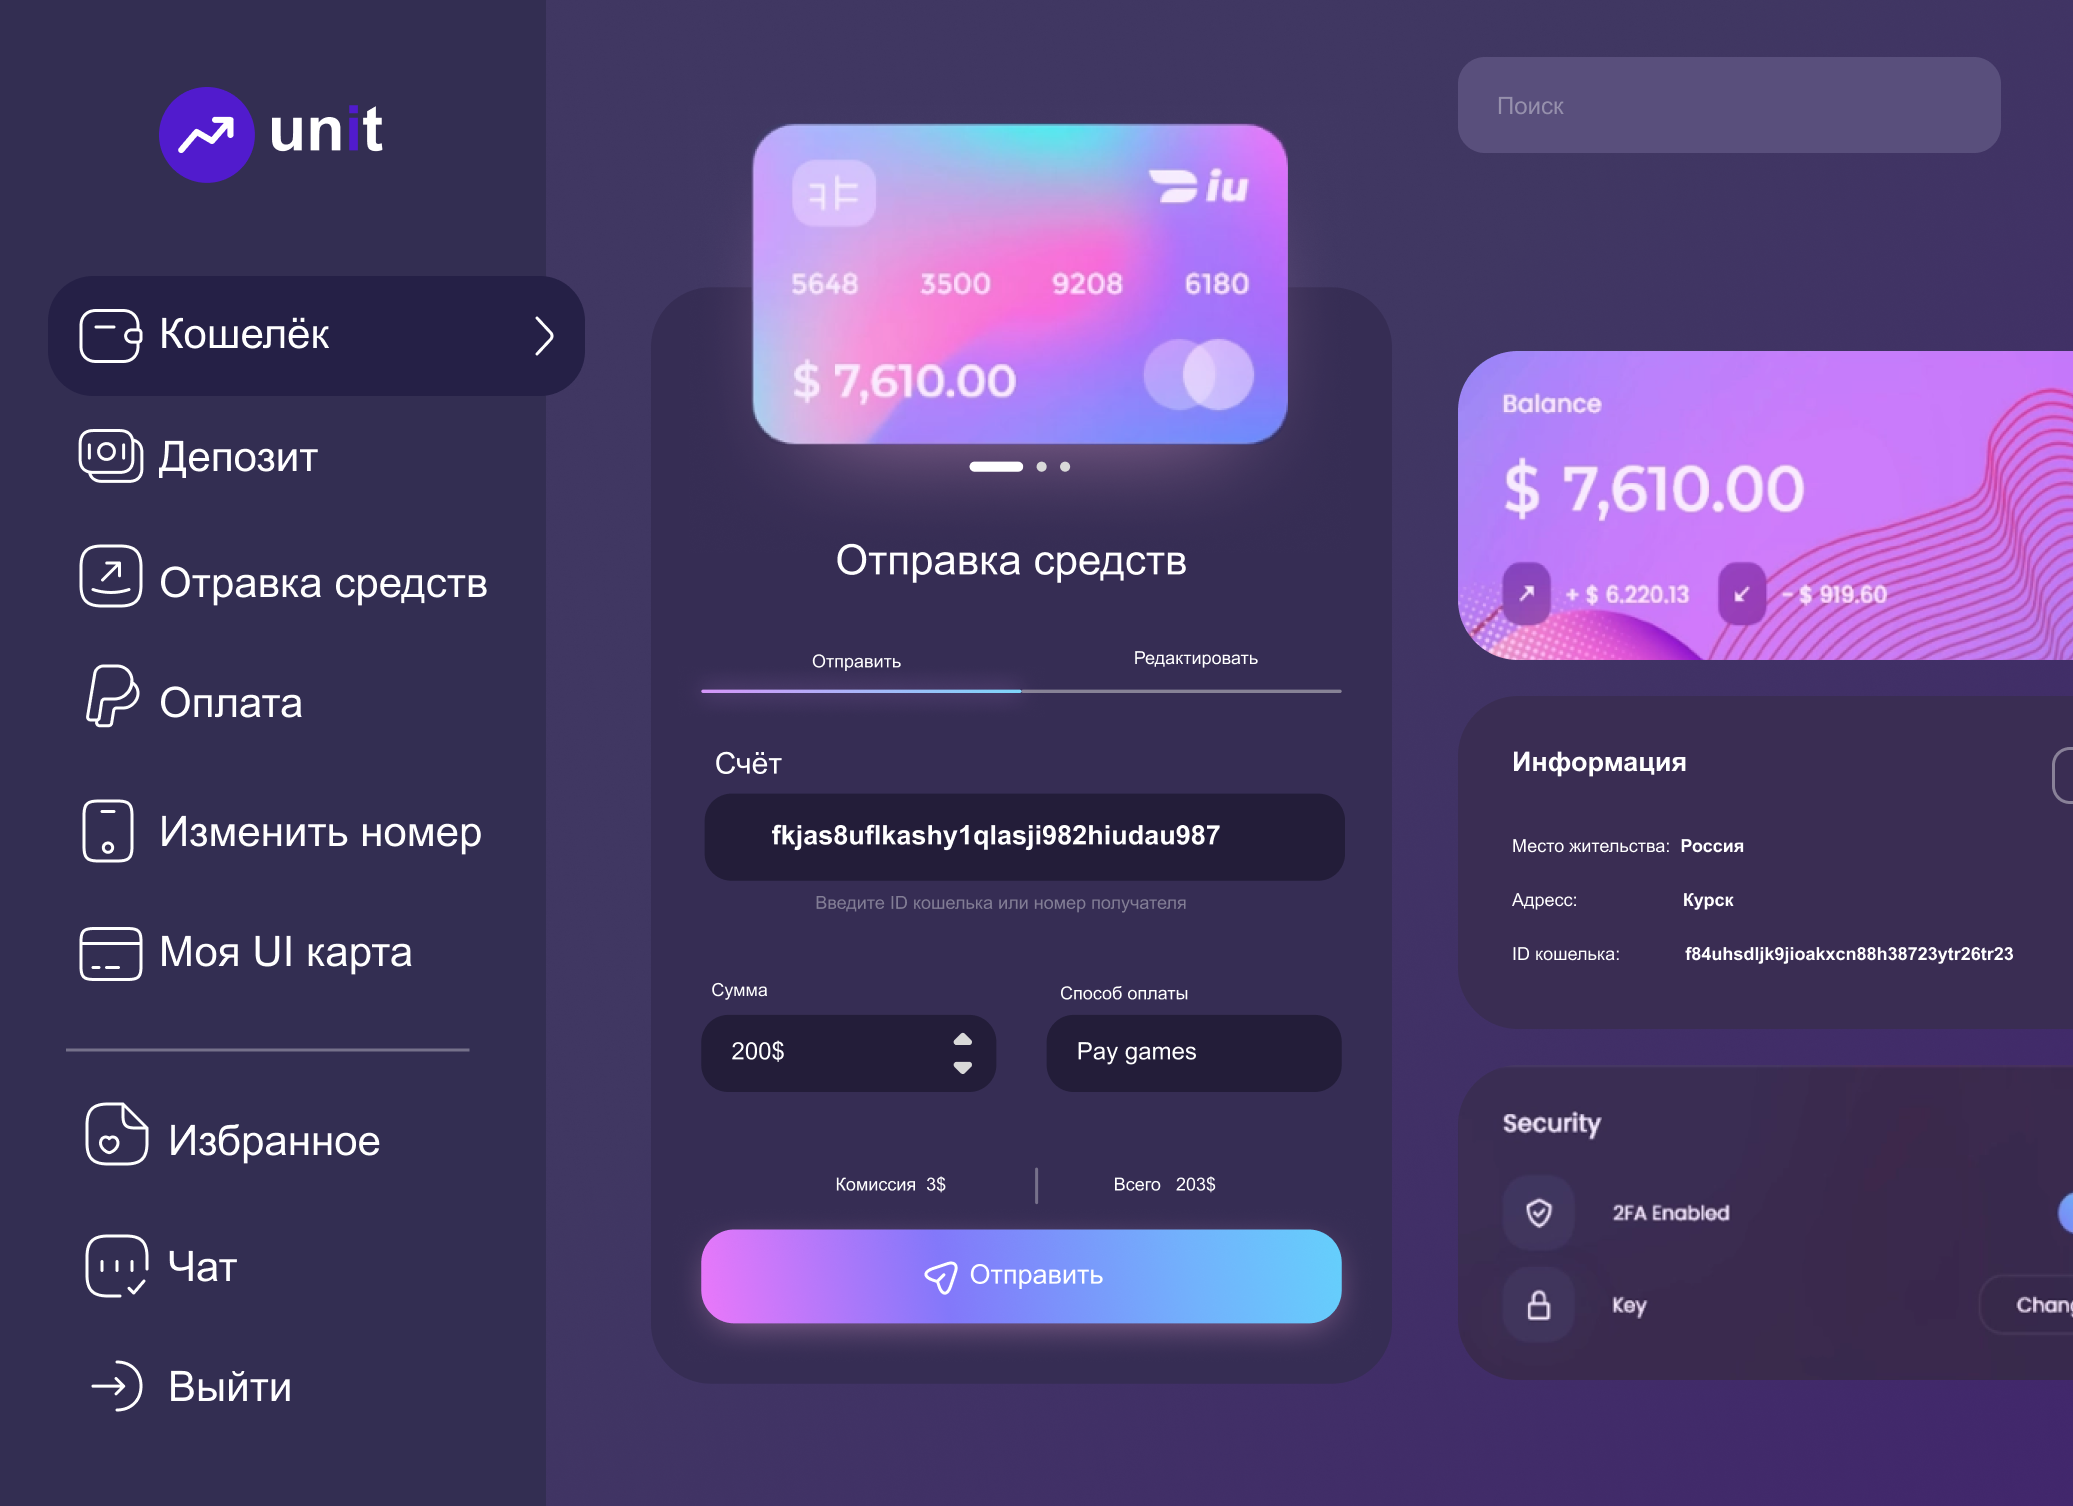 unit
Кошелёк
Депозит
Отравка средств
Оплата
Изменить номер
Моя UI карта
Избранное
Чат
Выйти
iu
5648 3500 9208 6180
$ 7,610.00
Отправка средств
Отправить
Редактировать
Счёт
fkjas8uflkashy1qlasji982hiudau987
Введите ID кошелька или номер получателя
Сумма
Способ оплаты
200$
Pay games
Комиссия 3$
Всего 203$
Отправить
Поиск
Balance
$ 7,610.00
+ $ 6.220.13
- $ 919.60
Информация
Место жительства: Россия
Адресс: Курск
ID кошелька: f84uhsdljk9jioakxcn88h38723ytr26tr23
Security
2FA Enabled
Key